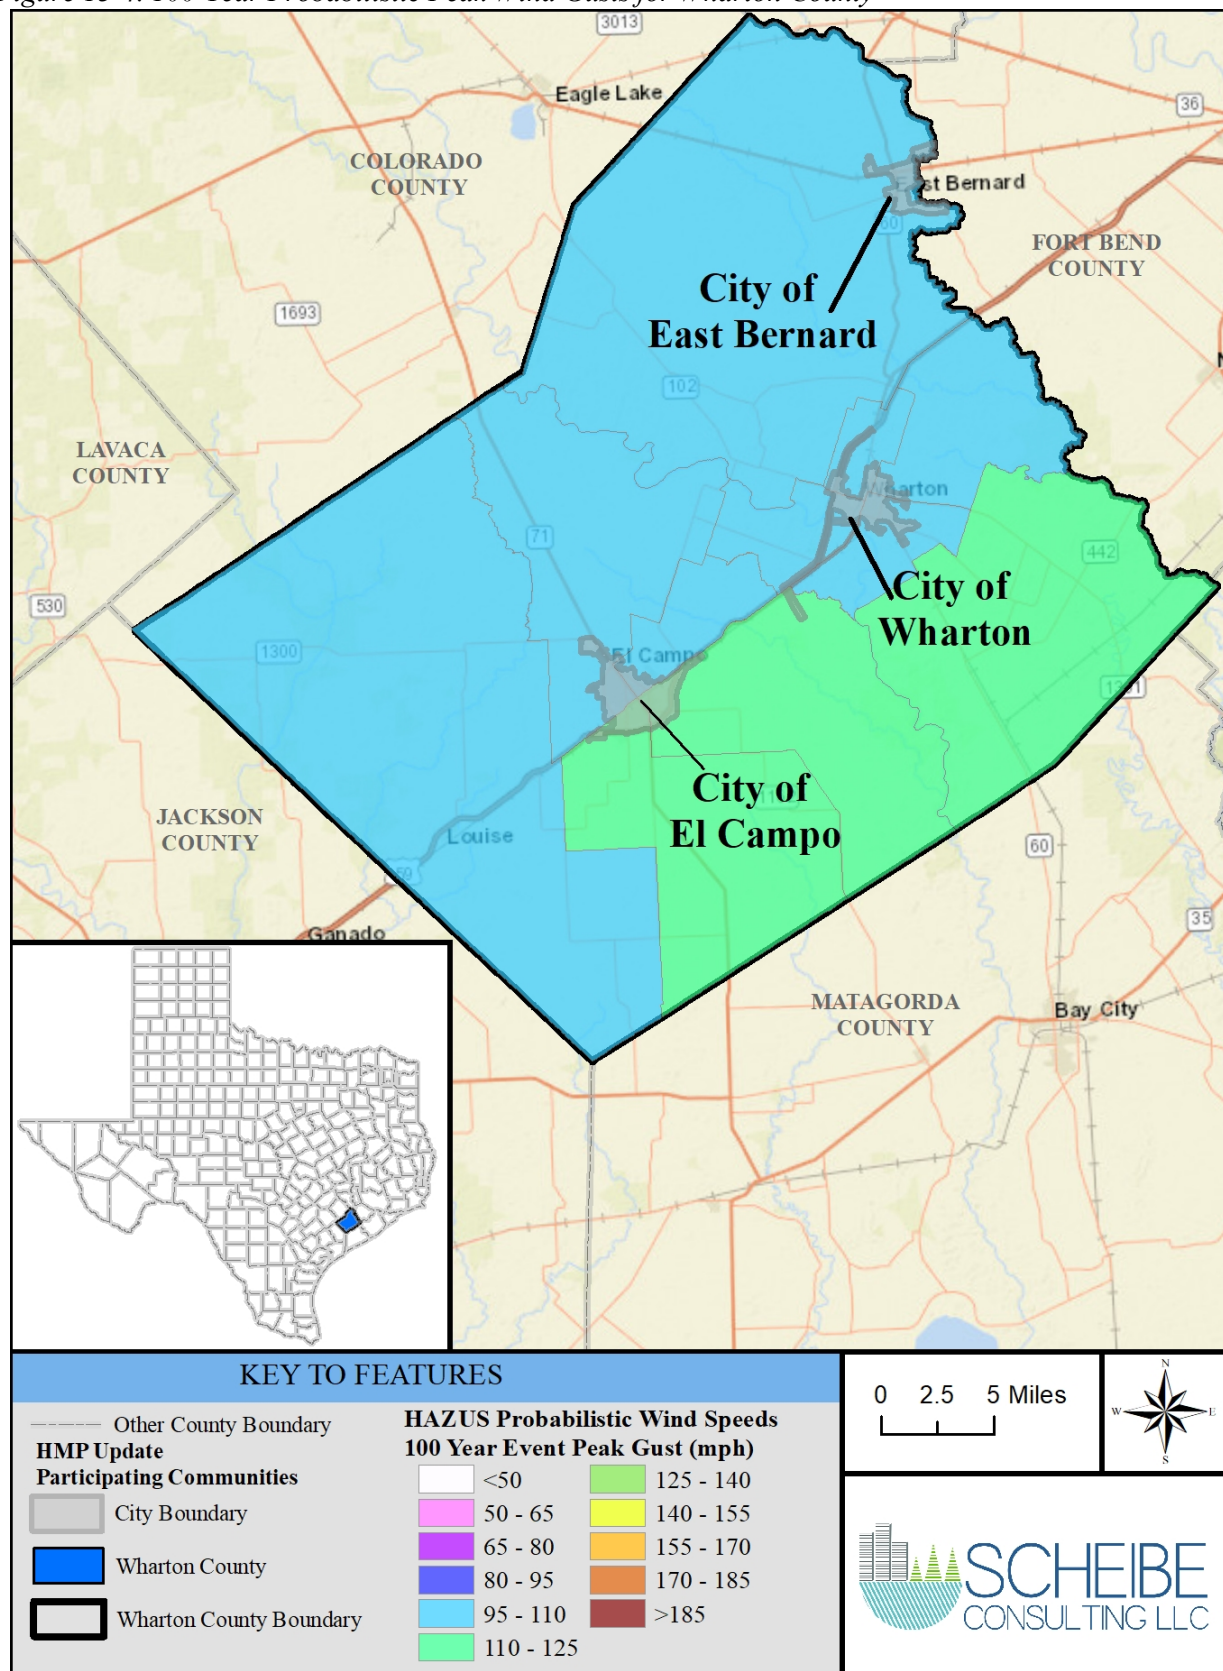 3013
Eagle Lake
36
COLORADO
COUNTY
East Bernard
60
FORT BEND
COUNTY
City of
East Bernard
1693
102
LAVACA
COUNTY
Wharton
71
442
530
City of
Wharton
1300
El Campo
1301
City of
El Campo
JACKSON
COUNTY
Louise
60
59
35
Ganado
MATAGORDA
COUNTY
Bay City
KEY TO FEATURES
Other County Boundary
HMP Update
Participating Communities
City Boundary
Wharton County
Wharton County Boundary
HAZUS Probabilistic Wind Speeds
100 Year Event Peak Gust (mph)
<50
50 - 65
65 - 80
80 - 95
95 - 110
110 - 125
125 - 140
140 - 155
155 - 170
170 - 185
>185
0 2.5 5 Miles
N
W E
S
SCHEIBE
CONSULTING LLC